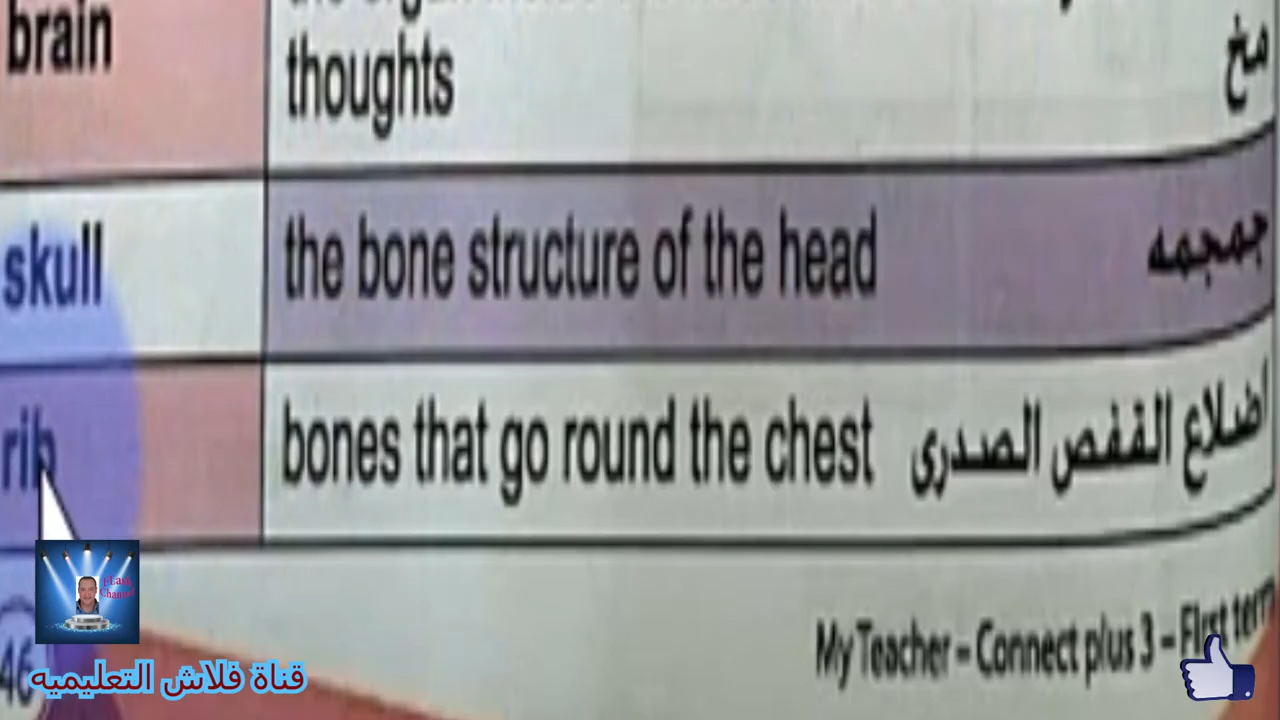 brain
thoughts
مخ
skull
the bone structure of the head
جمجمه
rib
bones that go round the chest
اضلاع القفص الصدرى
46
My Teacher – Connect plus 3 – First term
Flash
Channel
قناة فلاش التعليميه